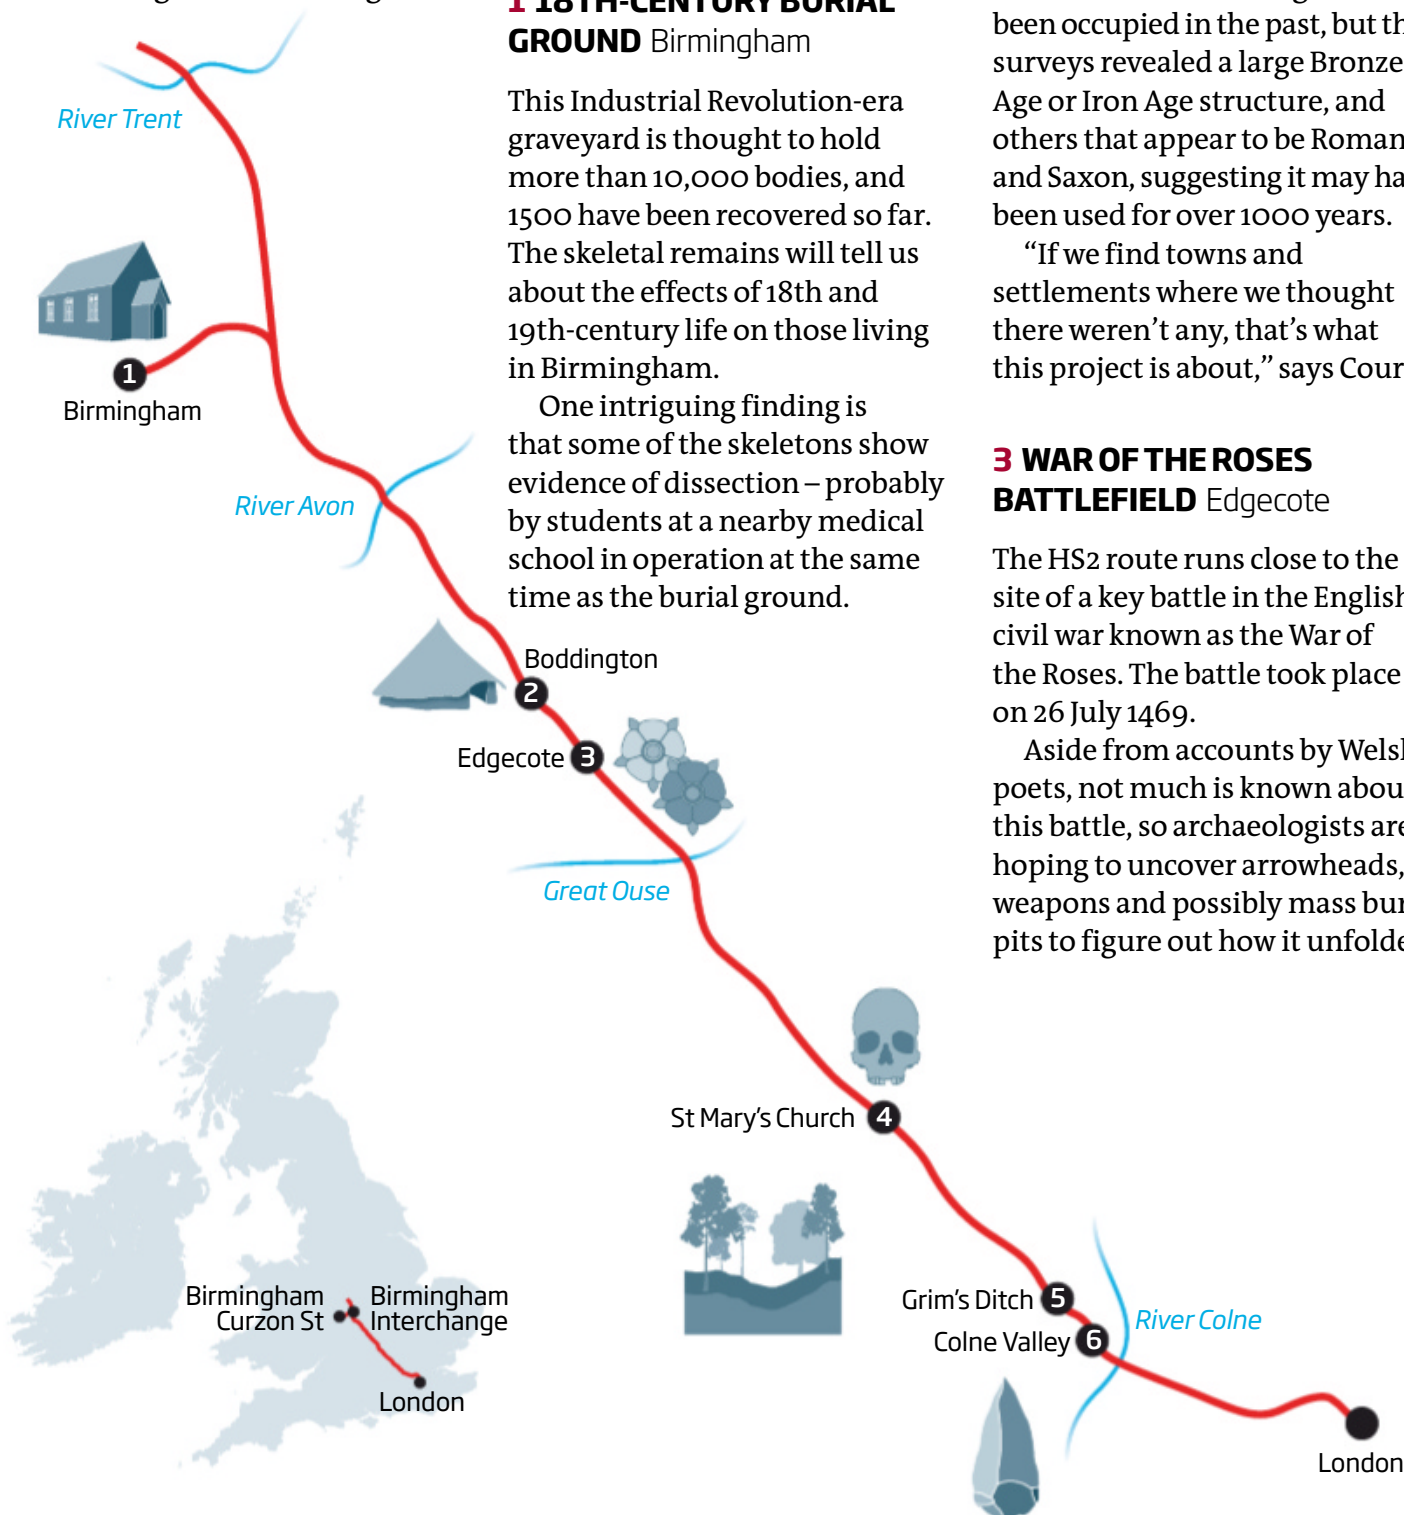 1 18TH-CENTURY BURIAL
GROUND Birmingham
This Industrial Revolution-era
graveyard is thought to hold
more than 10,000 bodies, and
1500 have been recovered so far.
The skeletal remains will tell us
about the effects of 18th and
19th-century life on those living
in Birmingham.
One intriguing finding is
that some of the skeletons show
evidence of dissection – probably
by students at a nearby medical
school in operation at the same
time as the burial ground.
been occupied in the past, but
surveys revealed a large Bronze
Age or Iron Age structure, and
others that appear to be Roman
and Saxon, suggesting it may
been used for over 1000 years.
“If we find towns and
settlements where we thought
there weren’t any, that’s what
this project is about,” says
3 WAR OF THE ROSES
BATTLEFIELD Edgecote
The HS2 route runs close to the
site of a key battle in the English
civil war known as the War of
the Roses. The battle took place
on 26 July 1469.
Aside from accounts by Welsh
poets, not much is known
this battle, so archaeologists are
hoping to uncover arrowheads,
weapons and possibly mass
pits to figure out how it
River Trent
1
Birmingham
River Avon
Boddington
2
Edgecote 3
Great Ouse
St Mary’s Church 4
Grim’s Ditch 5
Colne Valley 6
River Colne
London
Birmingham
Curzon St
Birmingham
Interchange
London